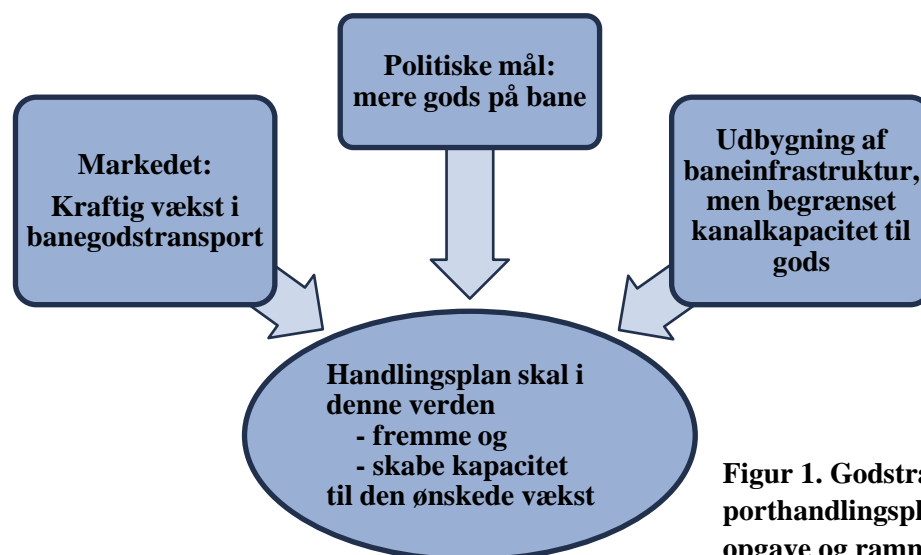 Politiske mål:
mere gods på bane
Markedet:
Kraftig vækst i
banegodstransport
Udbygning af
baneinfrastruktur,
men begrænset
kanalkapacitet til
gods
Handlingsplan skal i
denne verden
- fremme og
- skabe kapacitet
til den ønskede vækst
Figur 1. Godstra
porthandlingspl
opgave og ram